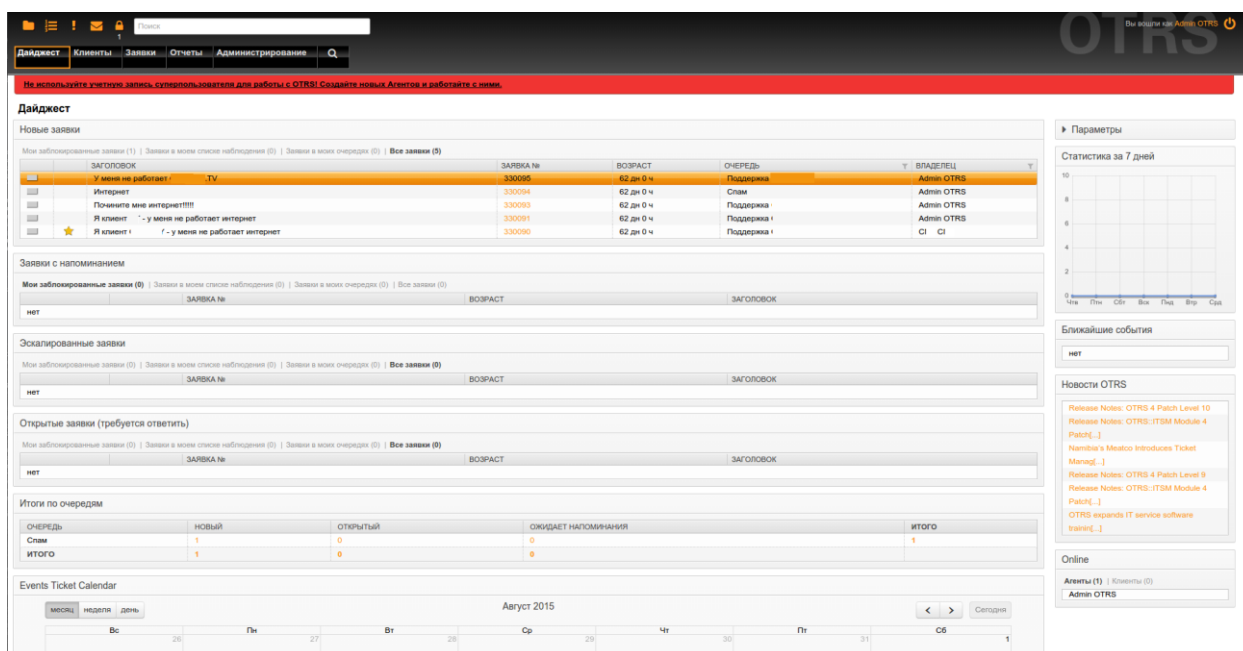 Поиск
1
OTRS
Вы вошли как Admin OTRS
Дайджест Клиенты Заявки Отчеты Администрирование
Не используйте учетную запись суперпользователя для работы с OTRS! Создайте новых Агентов и работайте с ними.
Дайджест
Новые заявки
Мои заблокированные заявки (1) | Заявки в моем списке наблюдения (0) | Заявки в моих очередях (0) | Все заявки (5)
ЗАГОЛОВОК ЗАЯВКА № ВОЗРАСТ ОЧЕРЕДЬ ВЛАДЕЛЕЦ
У меня не работает .TV 330095 62 дн 0 ч Поддержка Admin OTRS
Интернет 330094 62 дн 0 ч Спам Admin OTRS
Почините мне интернет!!!!! 330093 62 дн 0 ч Поддержка Admin OTRS
Я клиент - у меня не работает интернет 330091 62 дн 0 ч Поддержка Admin OTRS
Я клиент - у меня не работает интернет 330090 62 дн 0 ч Поддержка CI CI
Заявки с напоминанием
Мои заблокированные заявки (0) | Заявки в моем списке наблюдения (0) | Заявки в моих очередях (0) | Все заявки (0)
ЗАЯВКА № ВОЗРАСТ ЗАГОЛОВОК
нет
Эскалированные заявки
Мои заблокированные заявки (0) | Заявки в моем списке наблюдения (0) | Заявки в моих очередях (0) | Все заявки (0)
ЗАЯВКА № ВОЗРАСТ ЗАГОЛОВОК
нет
Открытые заявки (требуется ответить)
Мои заблокированные заявки (0) | Заявки в моем списке наблюдения (0) | Заявки в моих очередях (0) | Все заявки (0)
ЗАЯВКА № ВОЗРАСТ ЗАГОЛОВОК
нет
Итоги по очередям
ОЧЕРЕДЬ НОВЫЙ ОТКРЫТЫЙ ОЖИДАЕТ НАПОМИНАНИЯ ИТОГО
Спам 1 0 0 1
ИТОГО 1 0 0
Events Ticket Calendar
месяц неделя день Август 2015 Сегодня
Вс Пн Вт Ср Чт Пт Сб
26 27 28 29 30 31 1
Параметры
Статистика за 7 дней
10
8
6
4
2
0
Чтв Птн Сбт Вск Пнд Втр Срд
Ближайшие события
нет
Новости OTRS
Release Notes: OTRS 4 Patch Level 10
Release Notes: OTRS::ITSM Module 4
Patch[...]
Namibia's Mealco Introduces Ticket
Manag[...]
Release Notes: OTRS 4 Patch Level 9
Release Notes: OTRS::ITSM Module 4
Patch[...]
OTRS expands IT service software
trainin[...]
Online
Агенты (1) | Клиенты (0)
Admin OTRS